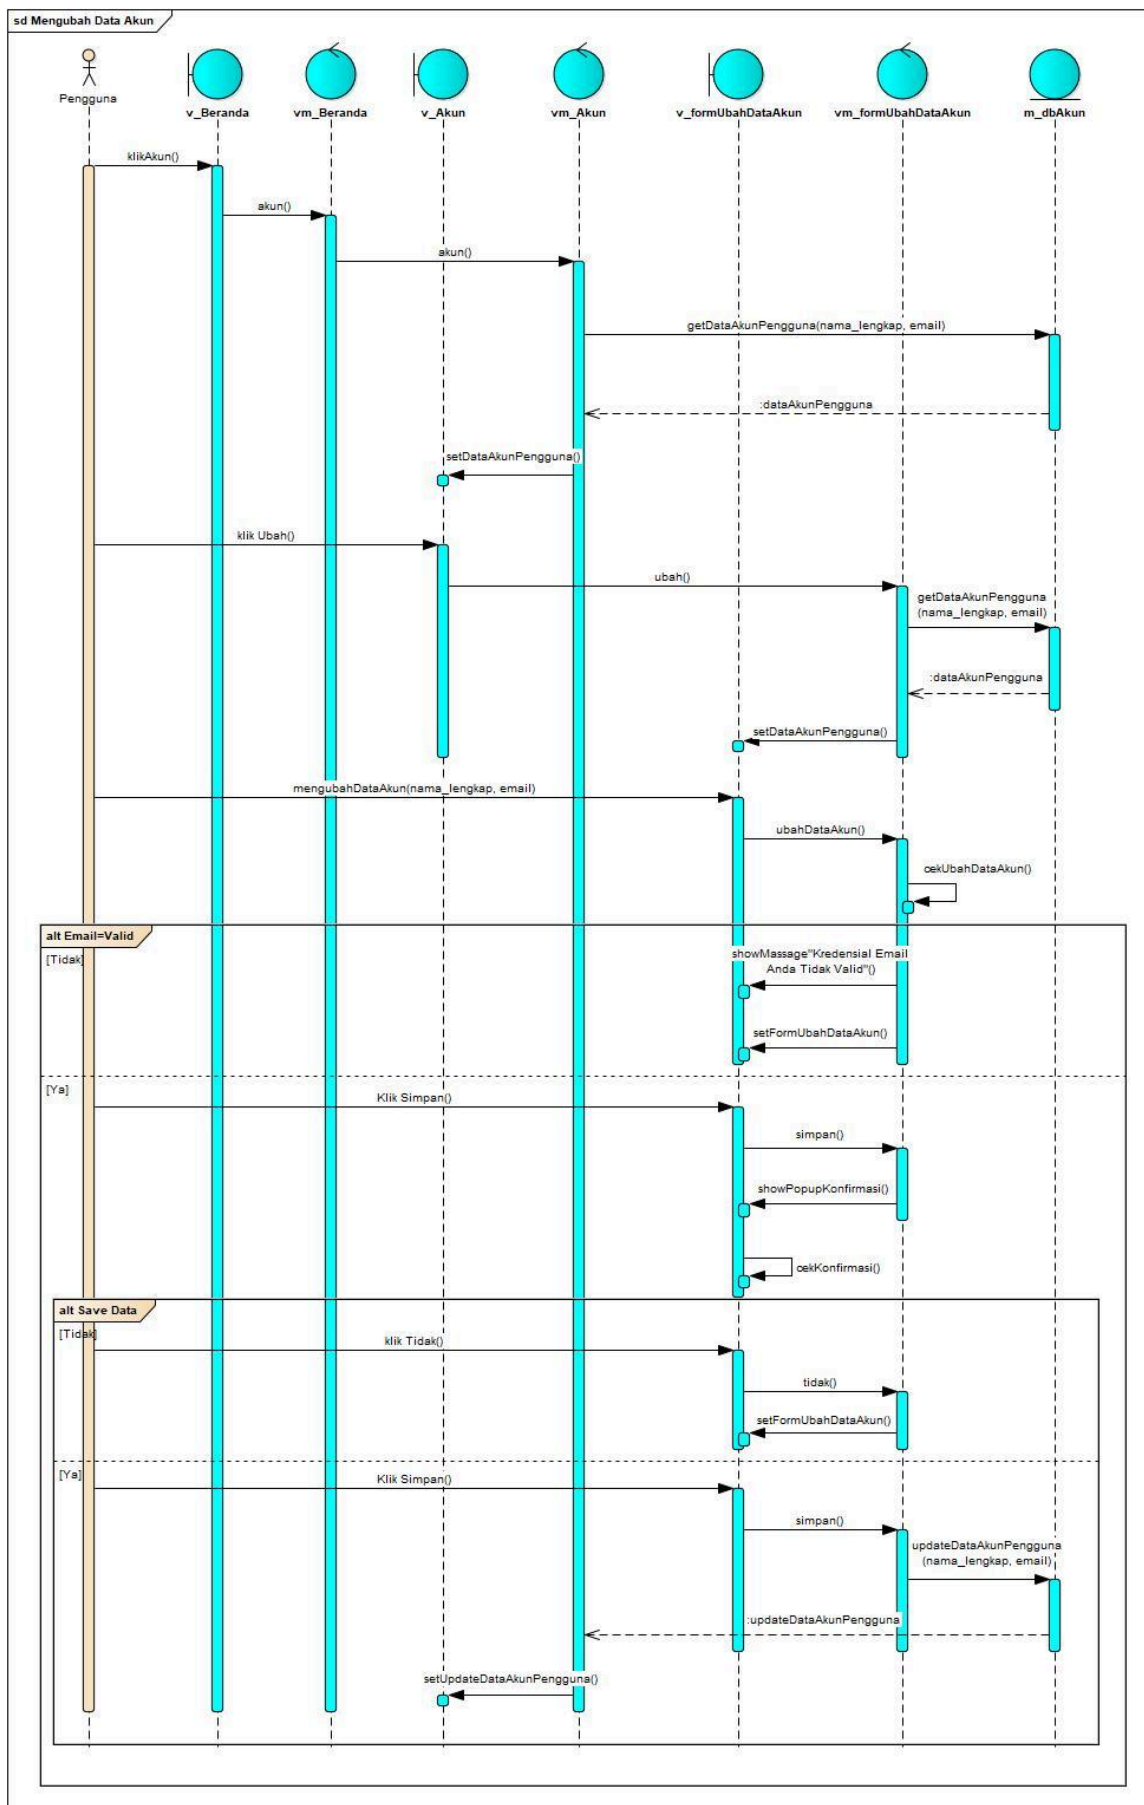 sd Mengubah Data Akun
Pengguna
v_Beranda
vm_Beranda
v_Akun
vm_Akun
v_formUbahDataAkun
vm_formUbahDataAkun
m_dbAkun
klikAkun()
akun()
akun()
getDataAkunPengguna(nama_lengkap, email)
:dataAkunPengguna
setDataAkunPengguna()
klik Ubah()
ubah()
getDataAkunPengguna
(nama_lengkap, email)
:dataAkunPengguna
setDataAkunPengguna()
mengubahDataAkun(nama_lengkap, email)
ubahDataAkun()
cekUbahDataAkun()
alt Email=Valid
[Tidak]
showMassage"Kredensial Email
Anda Tidak Valid"()
setFormUbahDataAkun()
[Ya]
Klik Simpan()
simpan()
showPopupKonfirmasi()
cekKonfirmasi()
alt Save Data
[Tidak]
klik Tidak()
tidak()
setFormUbahDataAkun()
[Ya]
Klik Simpan()
simpan()
updateDataAkunPengguna
(nama_lengkap, email)
:updateDataAkunPengguna
setUpdateDataAkunPengguna()